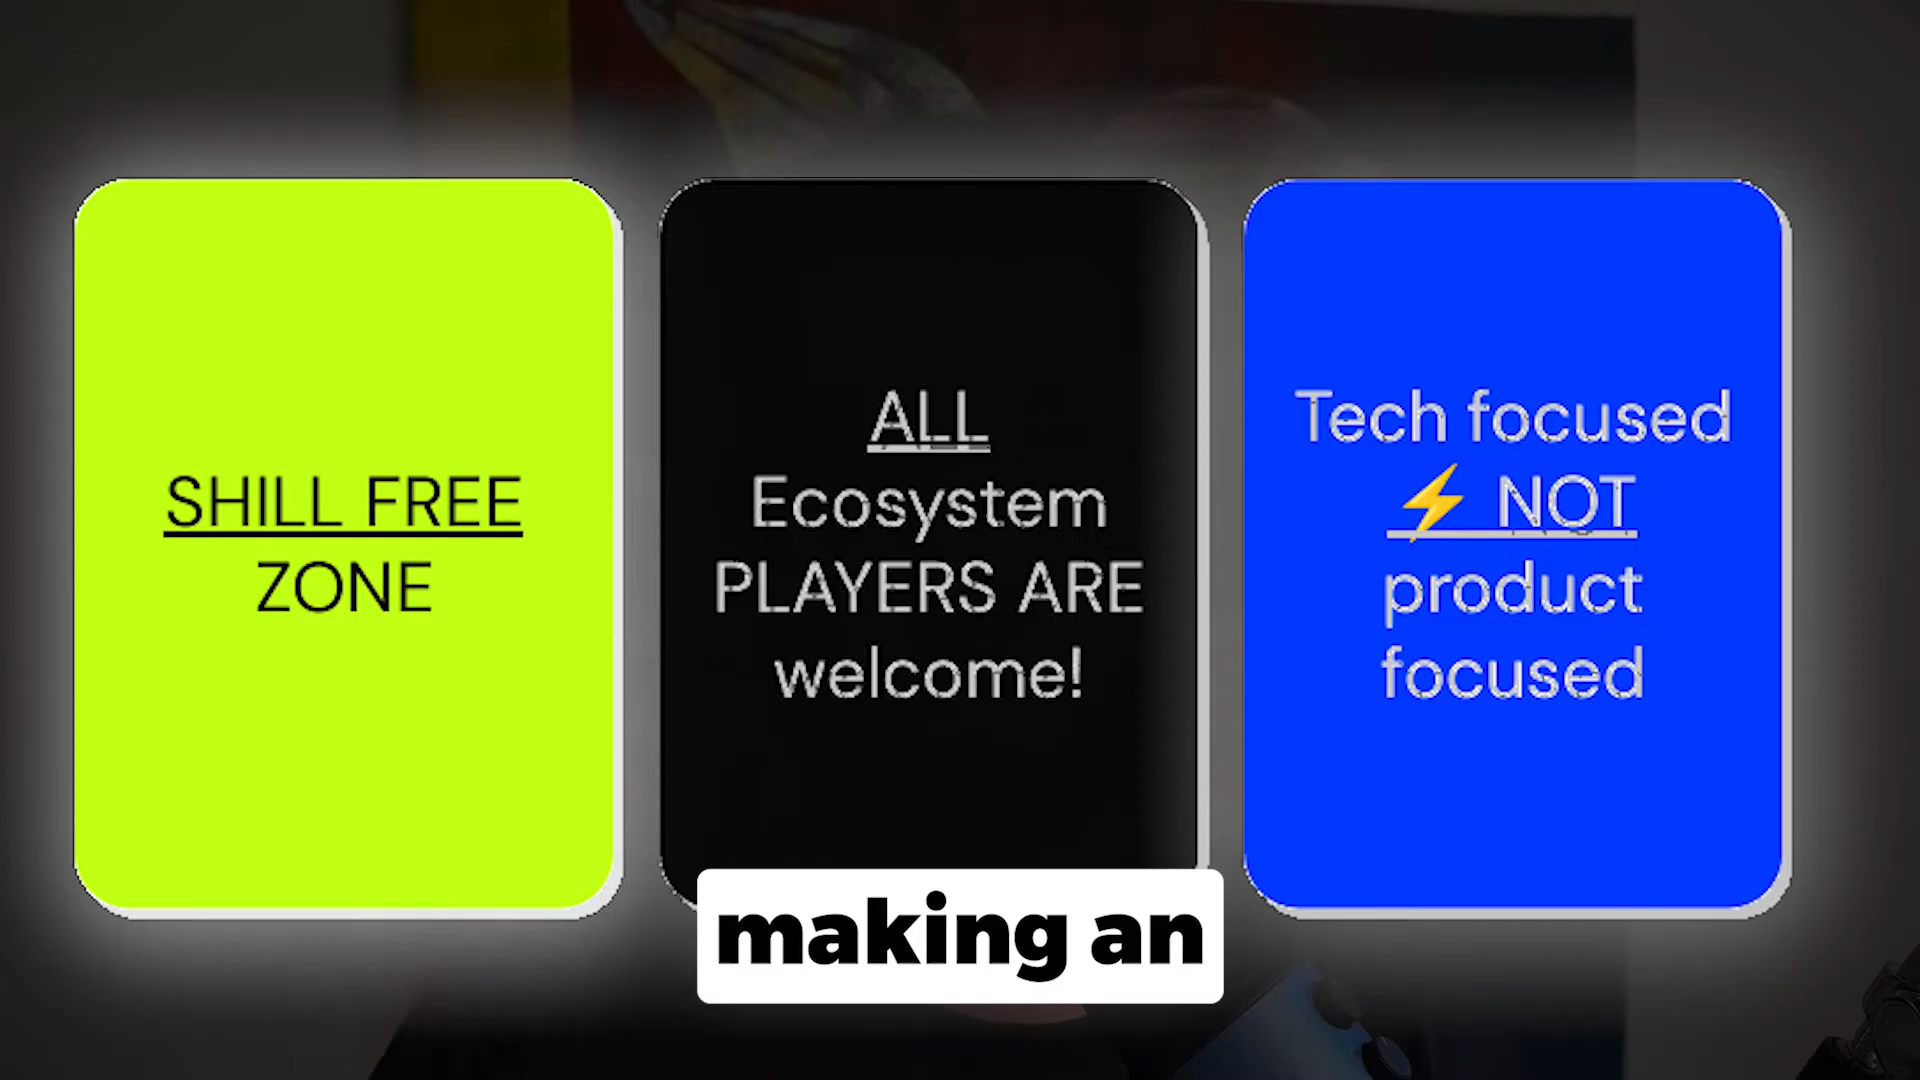 SHILL FREE
ZONE
ALL
Ecosystem
PLAYERS ARE
welcome!
Tech focused
⚡ NOT
product
focused
making an